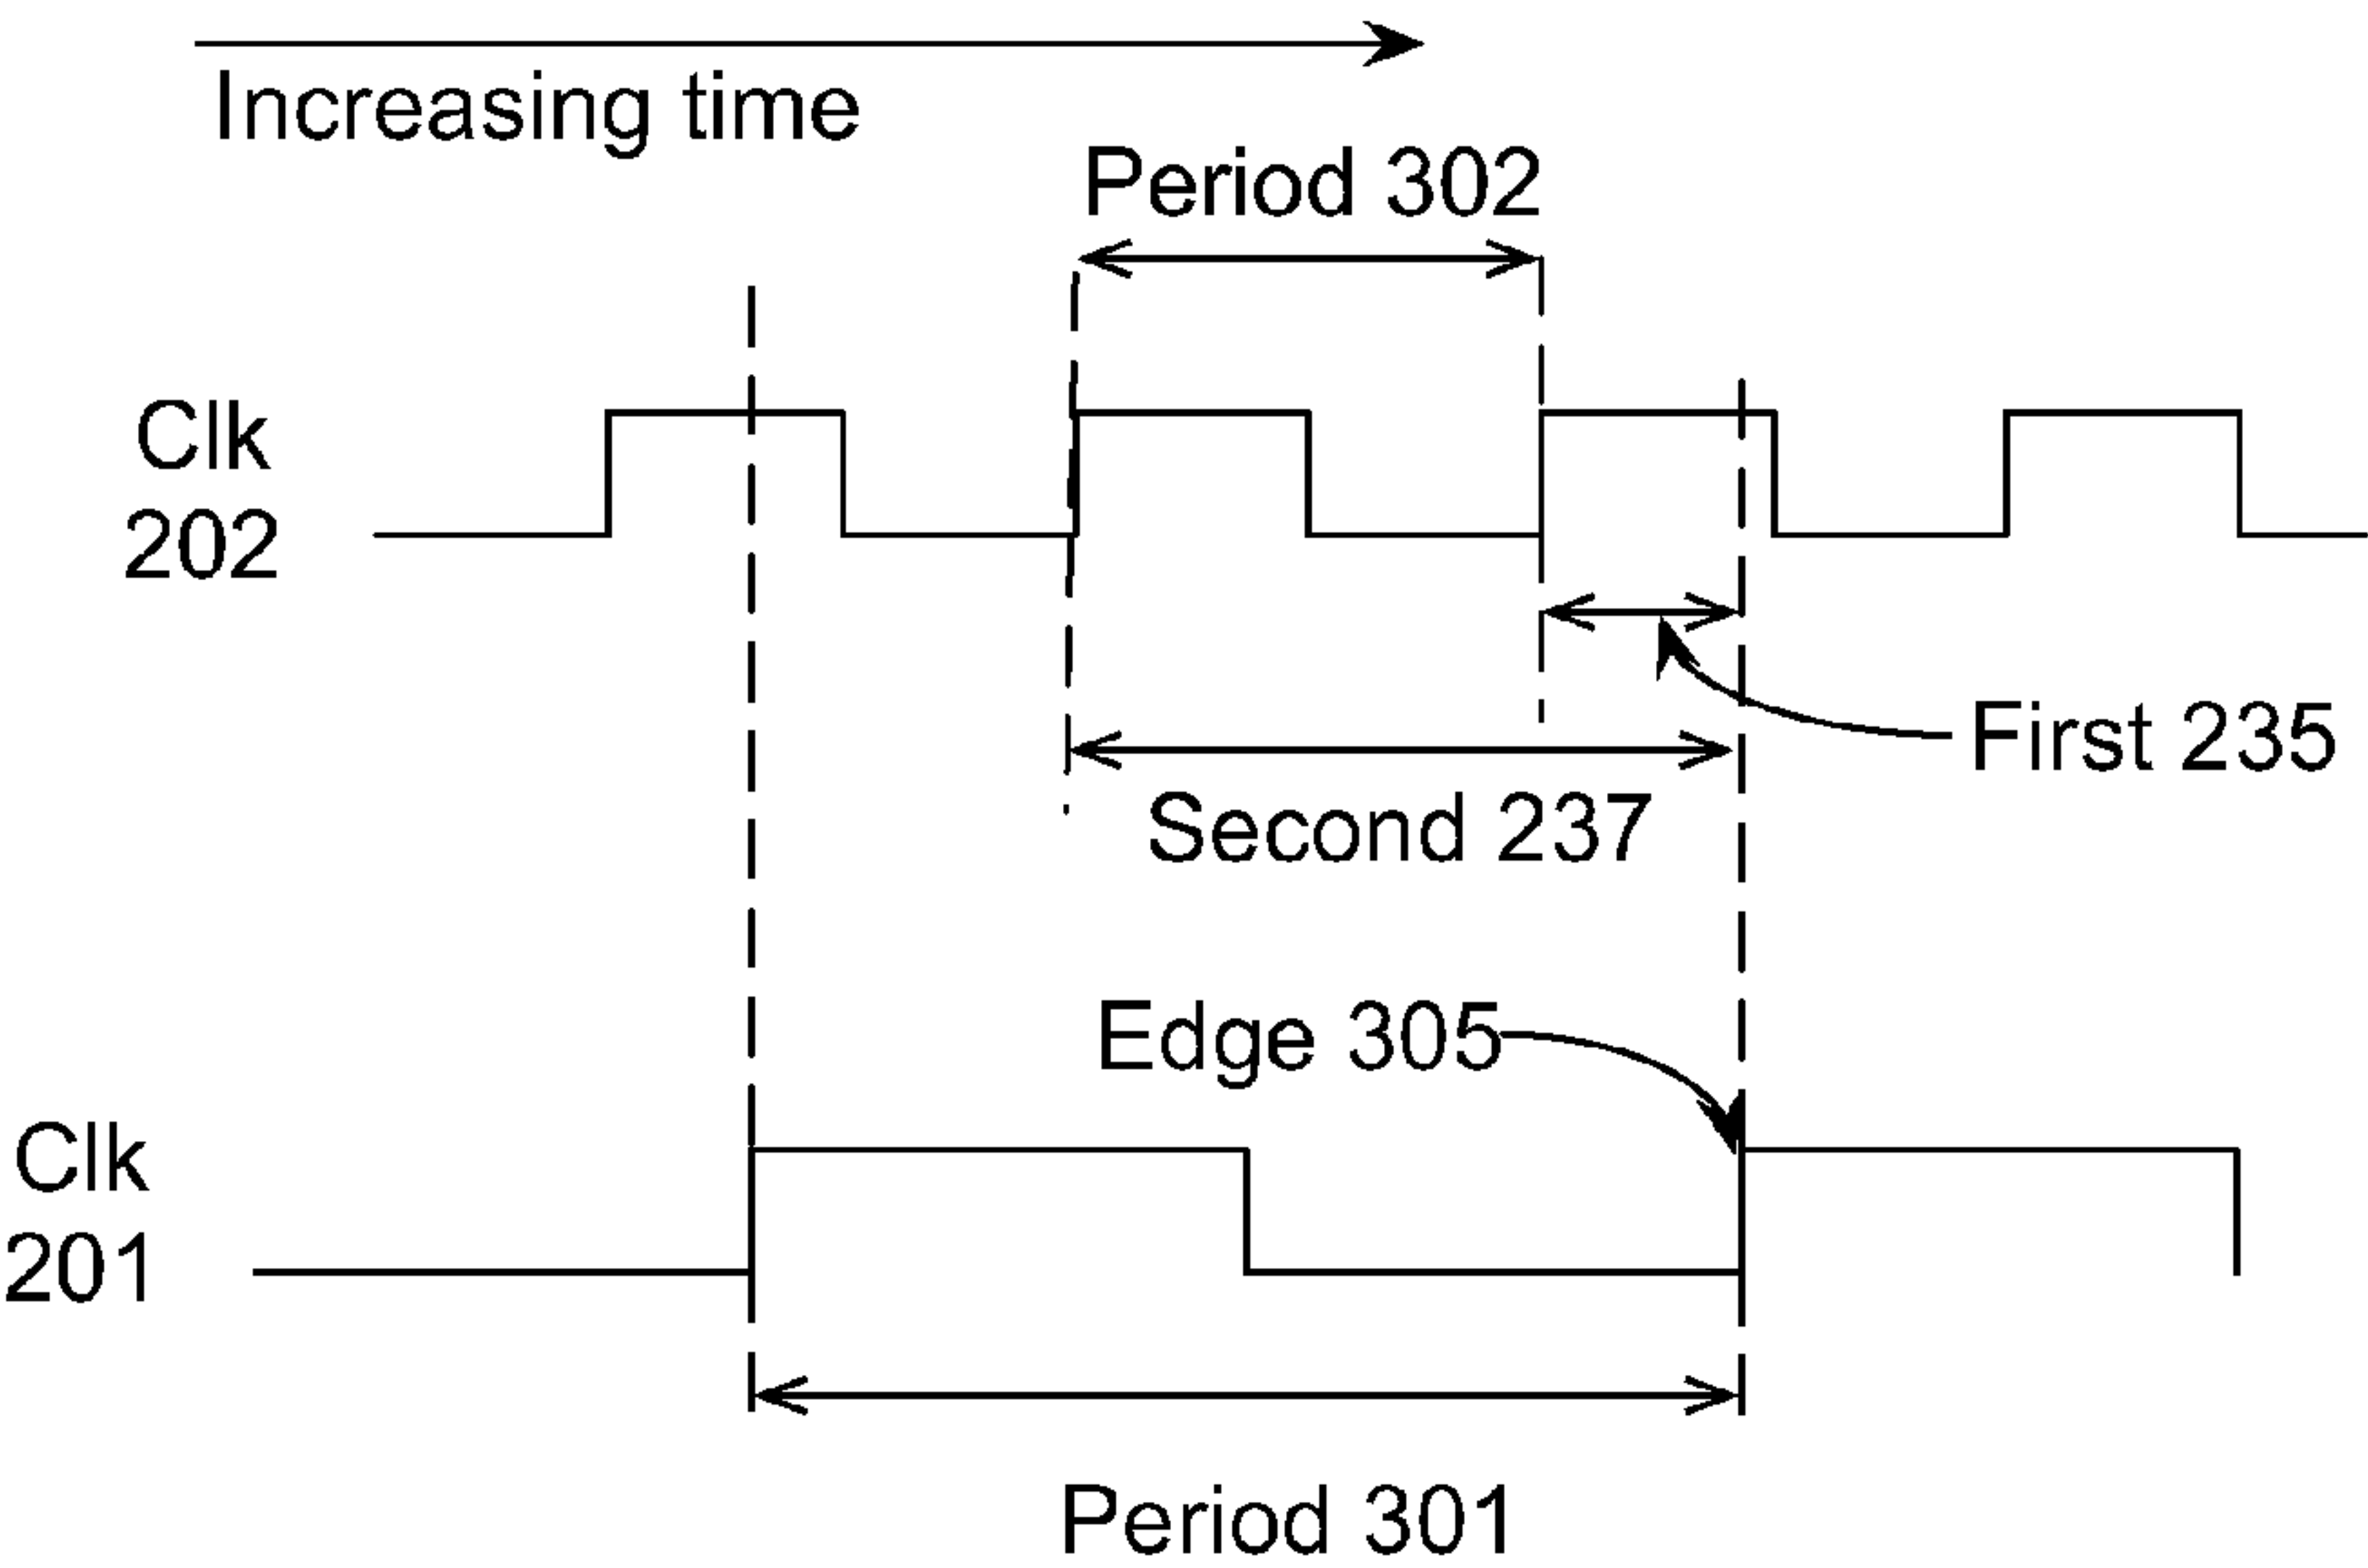 Increasing time
Period 302
Clk
202
First 235
Second 237
Edge 305
Clk
201
Period 301